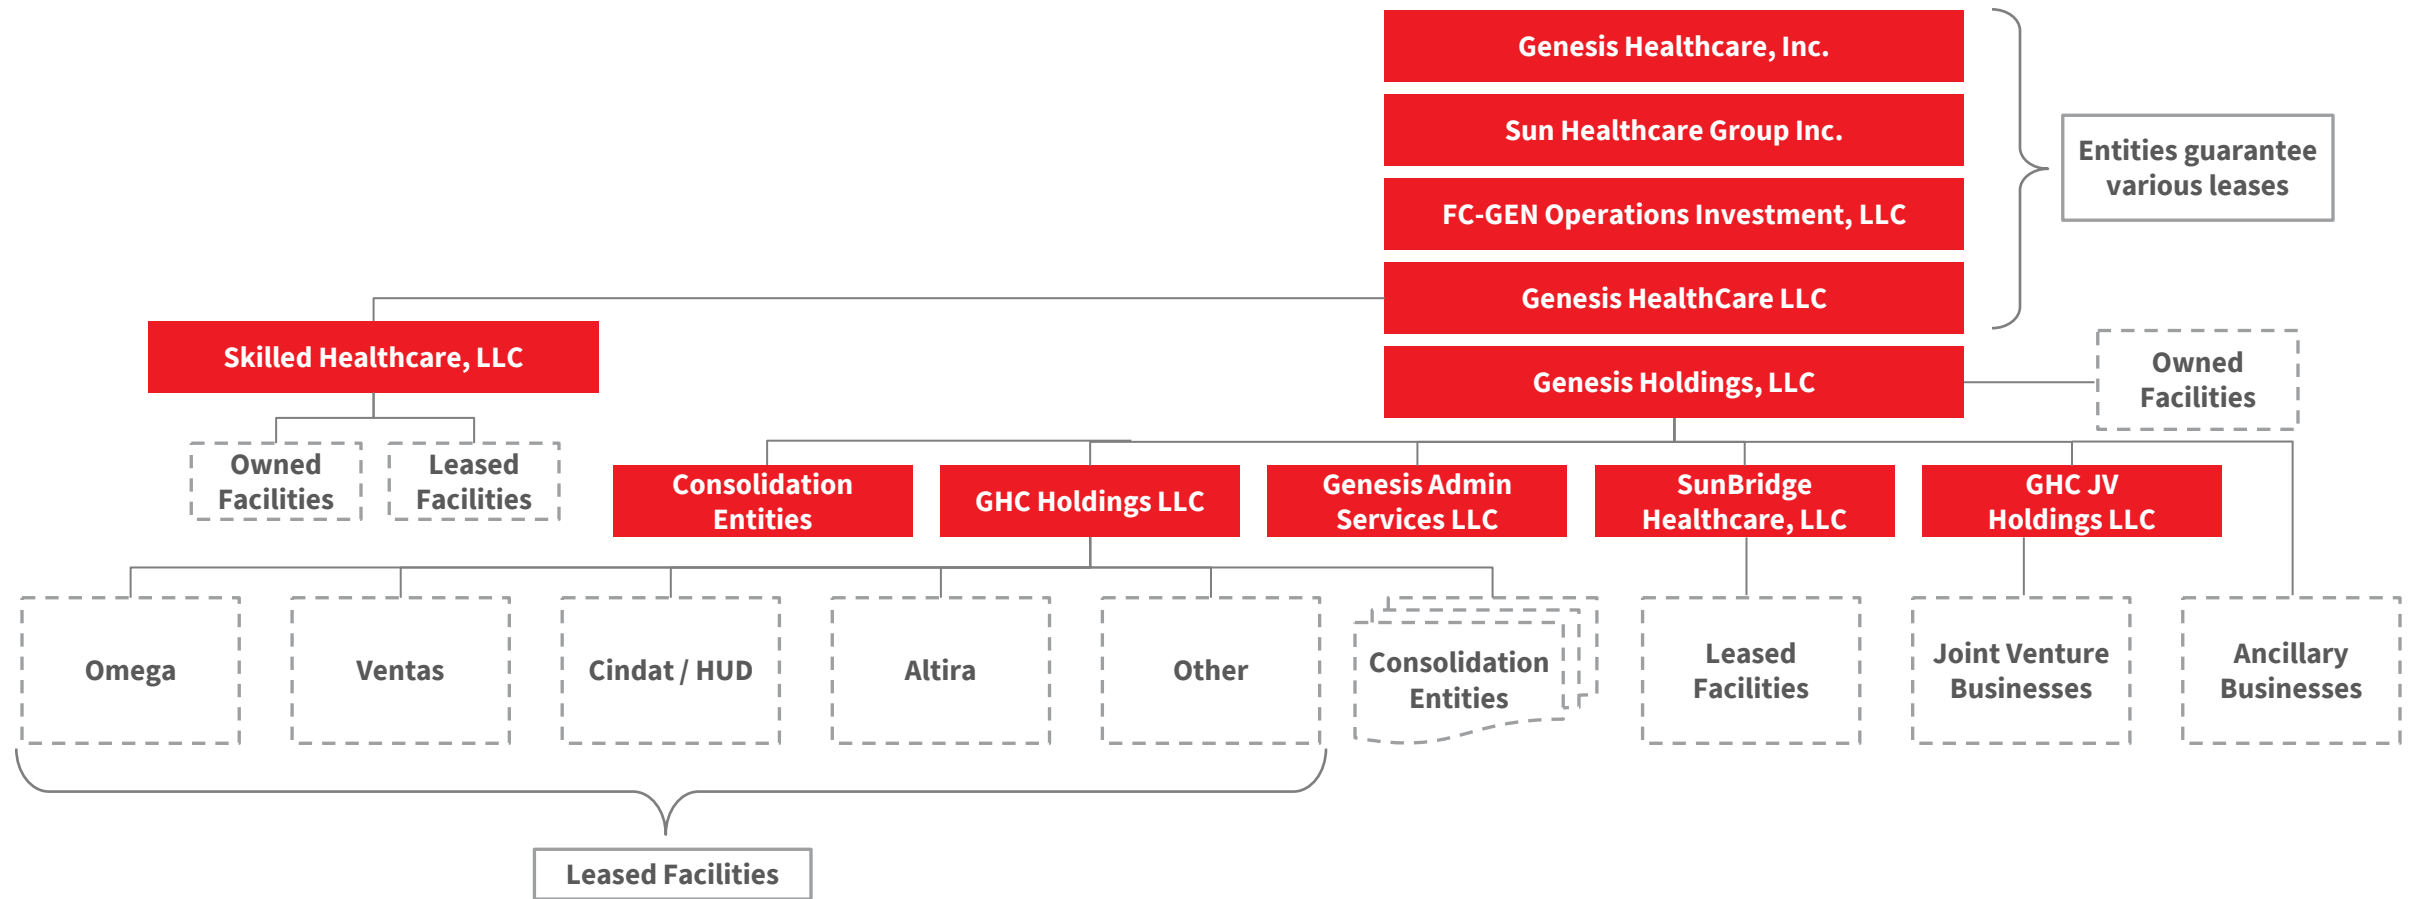 Genesis Healthcare, Inc.
Sun Healthcare Group Inc.
Entities guarantee
various leases
FC-GEN Operations Investment, LLC
Genesis HealthCare LLC
Skilled Healthcare, LLC
Genesis Holdings, LLC
Owned
Facilities
Owned
Facilities
Leased
Facilities
Consolidation
Entities
GHC Holdings LLC
Genesis Admin
Services LLC
SunBridge
Healthcare, LLC
GHC JV
Holdings LLC
Omega
Ventas
Cindat / HUD
Altira
Other
Consolidation
Entities
Leased
Facilities
Joint Venture
Businesses
Ancillary
Businesses
Leased Facilities